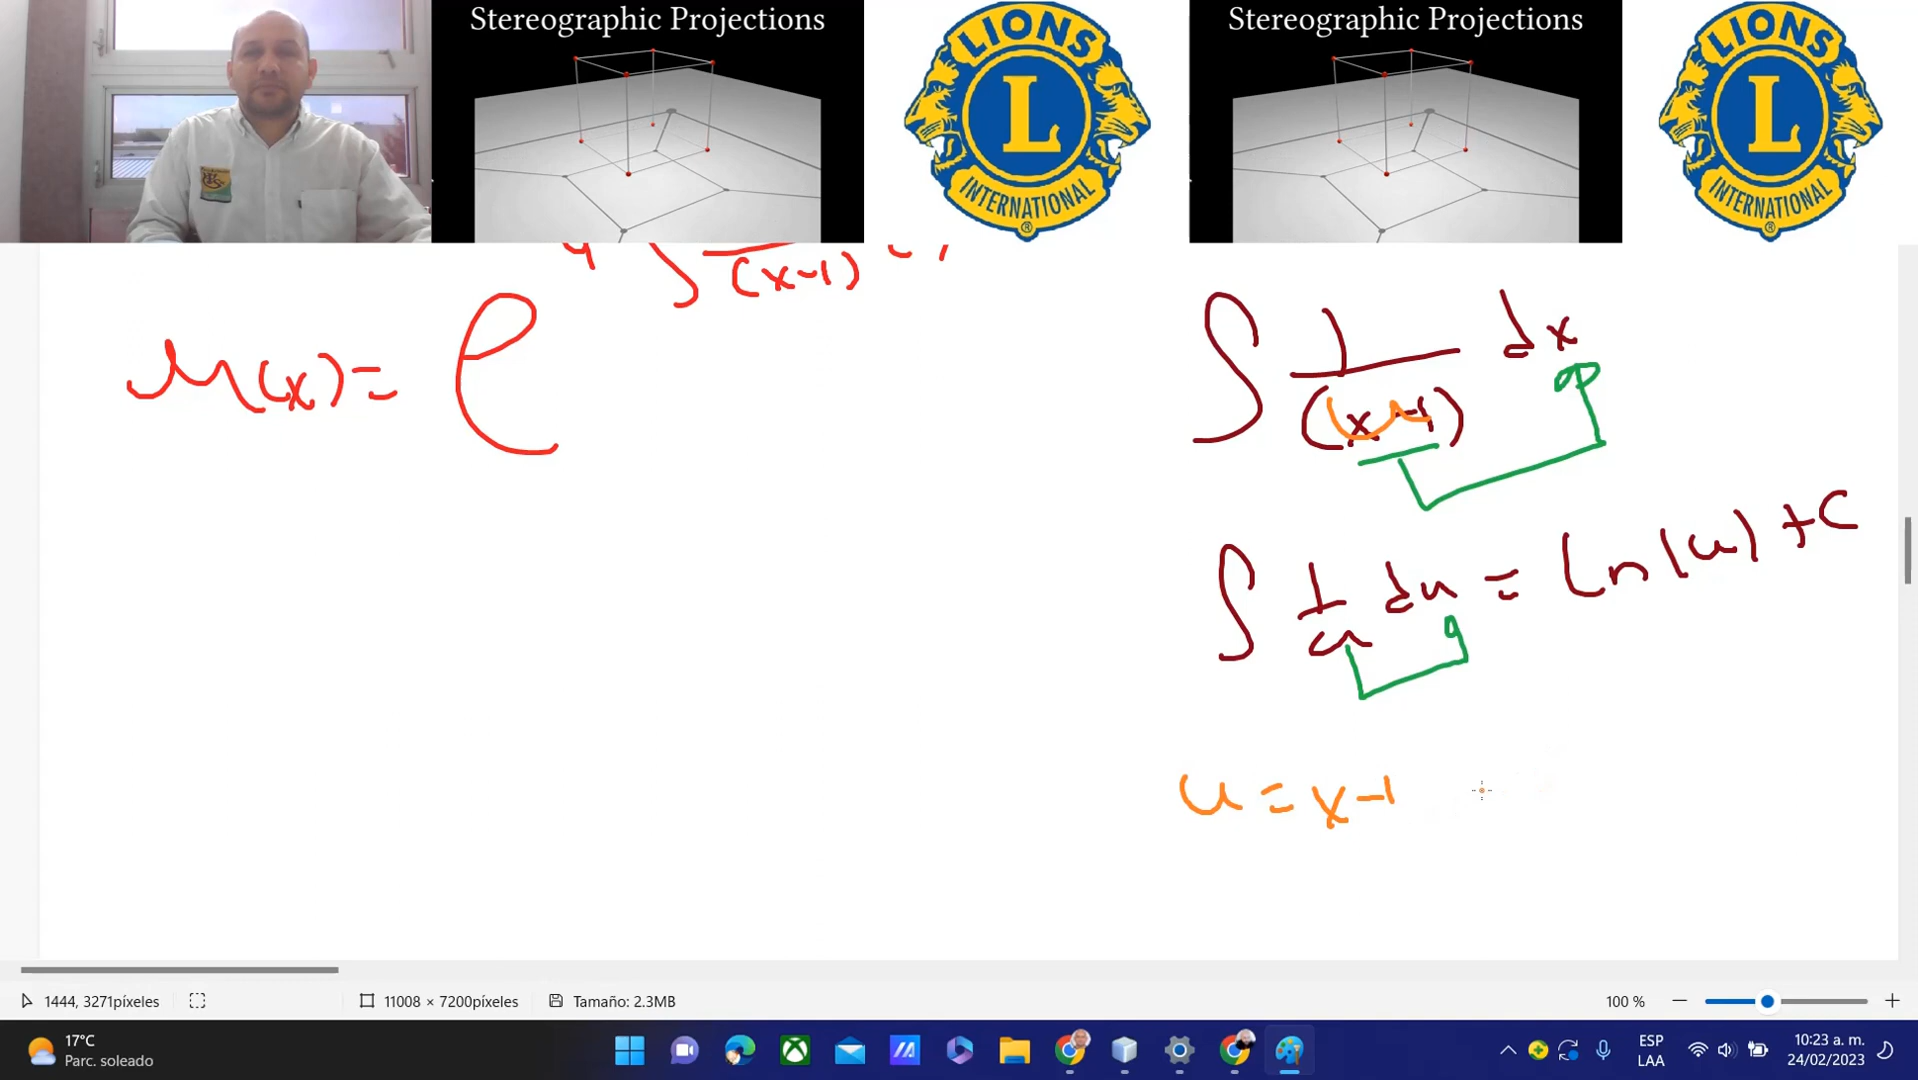 Stereographic Projections
LIONS
L
INTERNATIONAL
®
Stereographic Projections
LIONS
L
INTERNATIONAL
®
μ(x) = e
∫ (x-1)
∫ 1/(x-1) dx
u
∫ 1/u du = Ln|u| + C
u = x-1
1444, 3271píxeles
11008 × 7200píxeles
Tamaño: 2.3MB
100 %
17°C
Parc. soleado
ESP
LAA
10:23 a. m.
24/02/2023